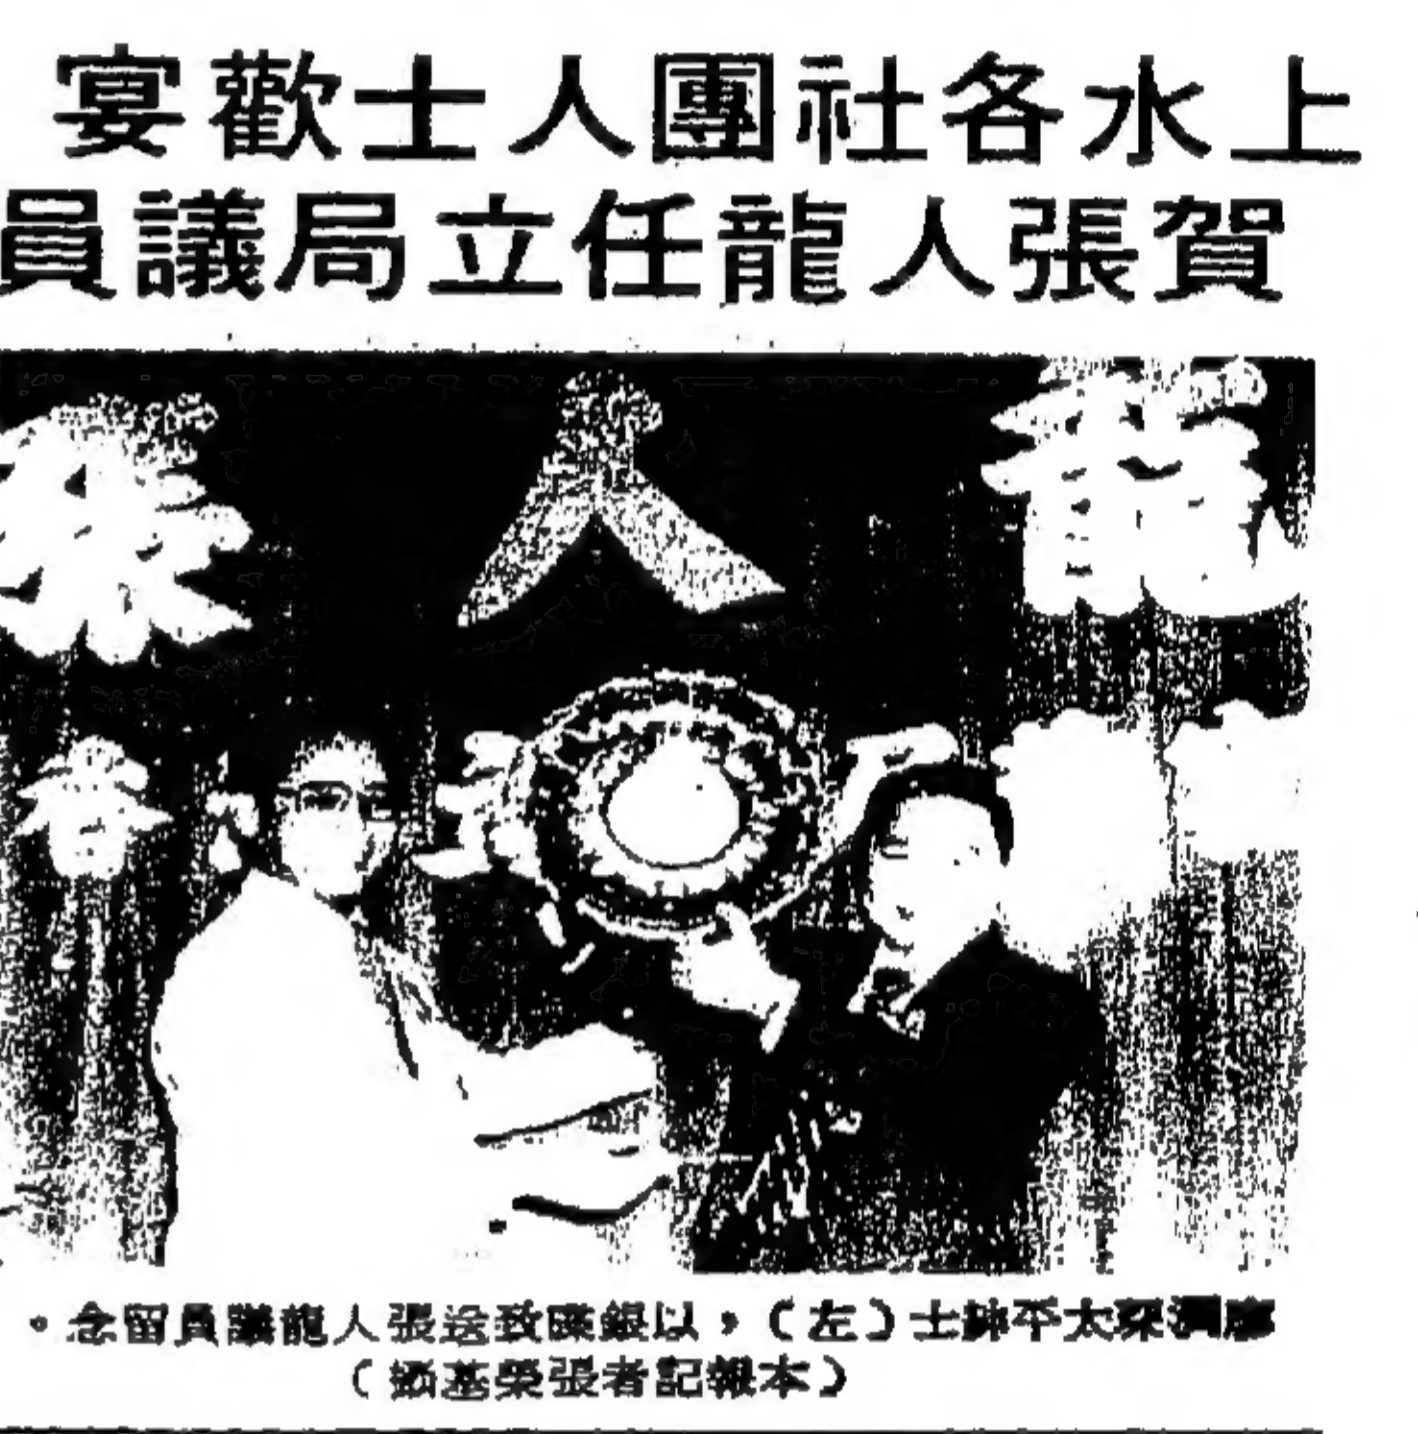 上水各社團人士歡宴
賀張人龍任立局議員
人
廖潤琛太平紳士(左),以銀碟致送張人龍議員留念。
(本報記者張榮基攝)